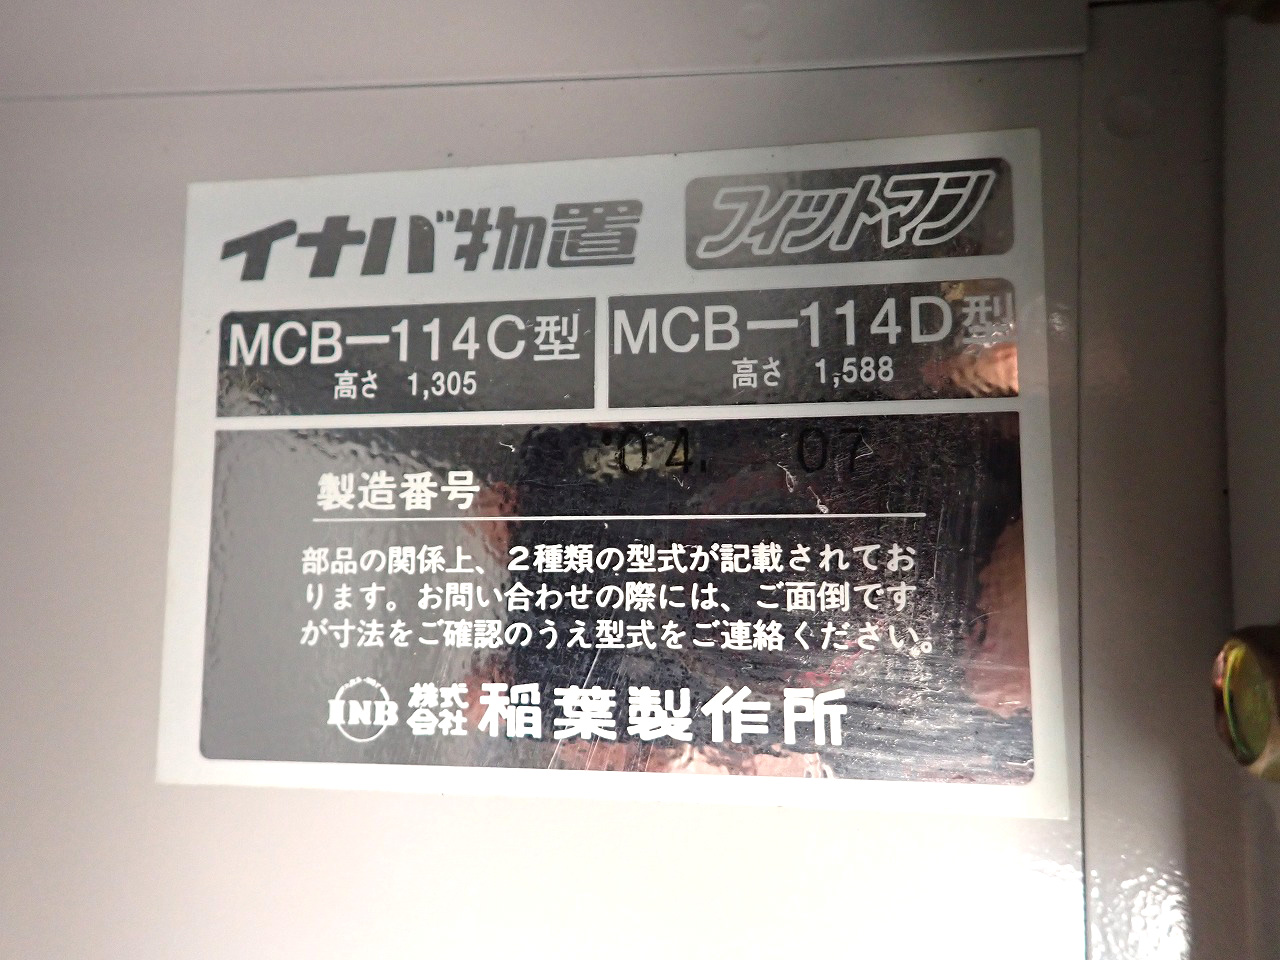 イナバ物置 フィットマン
MCB−114C型
高さ 1,305
MCB−114D型
高さ 1,588
'04. 07
製造番号
部品の関係上、2種類の型式が記載されてお
ります。お問い合わせの際には、ご面倒です
が寸法をご確認のうえ型式をご連絡ください。
INB 株式会社 稲葉製作所